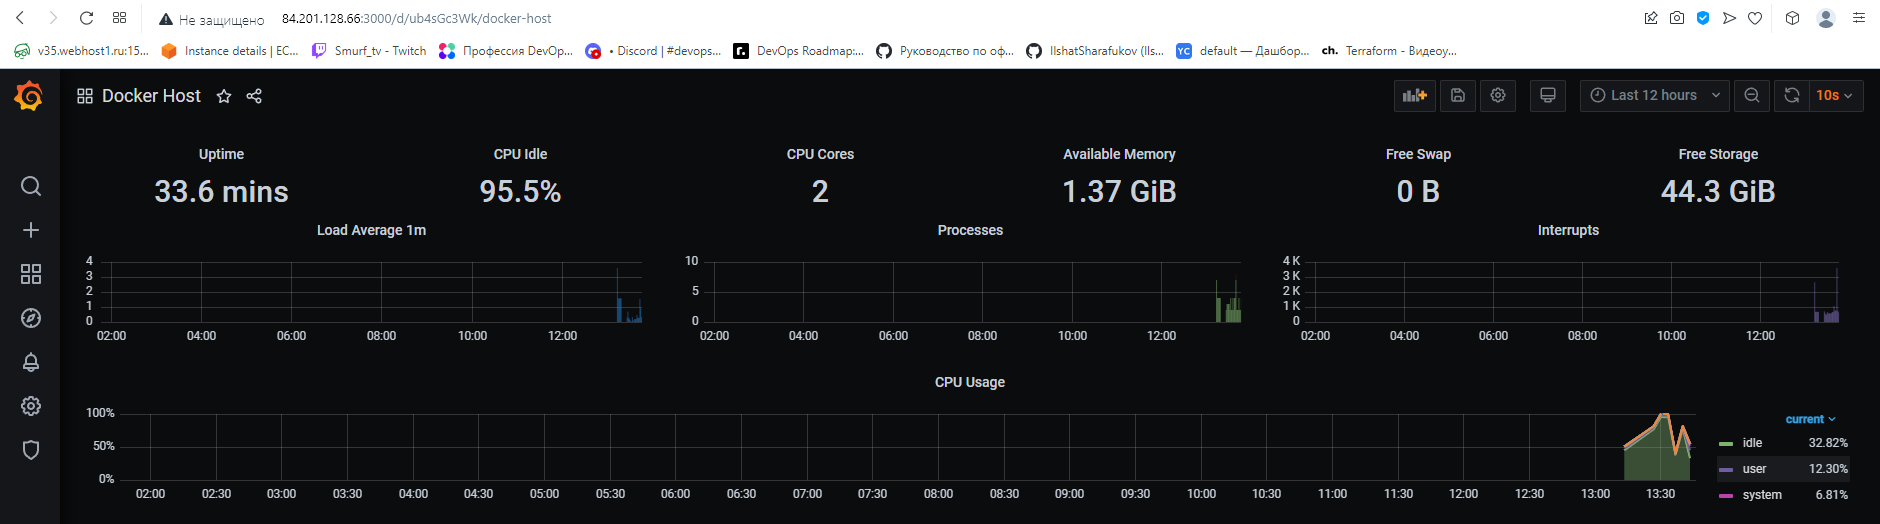 Не защищено 84.201.128.66:3000/d/ub4sGc3Wk/docker-host
v35.webhost1.ru:15... Instance details | EC... Smurf_tv - Twitch Профессия DevOp... • Discord | #devops... DevOps Roadmap:... Руководство по оф... IlshatSharafukov (Ils... YC default — Дашбор... ch. Terraform - Видеоу...
Docker Host Last 12 hours 10s
Uptime CPU Idle CPU Cores Available Memory Free Swap Free Storage
33.6 mins 95.5% 2 1.37 GiB 0 B 44.3 GiB
Load Average 1m
4
3
2
1
0
02:00 04:00 06:00 08:00 10:00 12:00
Processes
10
5
0
02:00 04:00 06:00 08:00 10:00 12:00
Interrupts
4 K
3 K
2 K
1 K
0
02:00 04:00 06:00 08:00 10:00 12:00
CPU Usage
100%
50%
0%
02:00 02:30 03:00 03:30 04:00 04:30 05:00 05:30 06:00 06:30 07:00 07:30 08:00 08:30 09:00 09:30 10:00 10:30 11:00 11:30 12:00 12:30 13:00 13:30
current
idle 32.82%
user 12.30%
system 6.81%